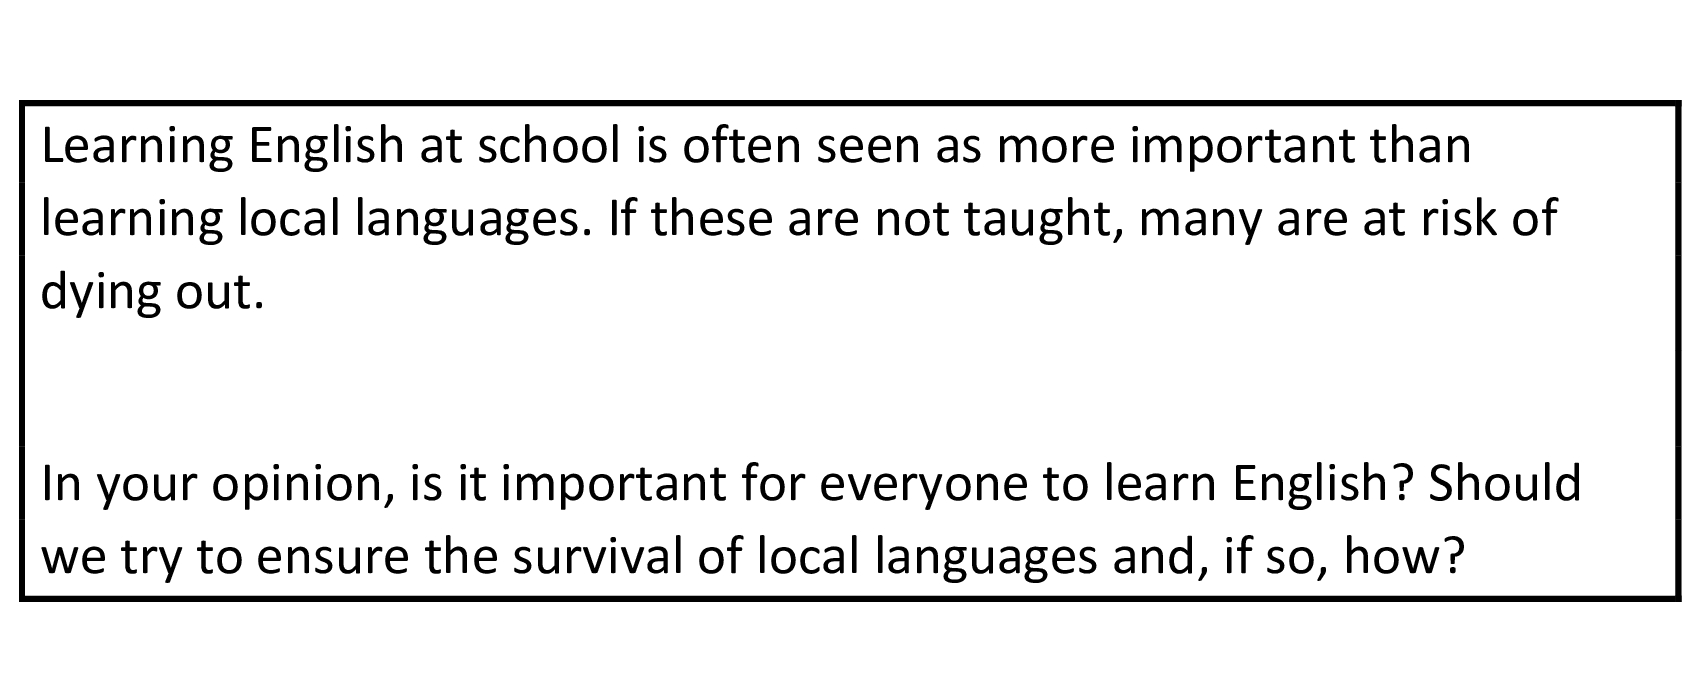 Learning English at school is often seen as more important than
learning local languages. If these are not taught, many are at risk of
dying out.
In your opinion, is it important for everyone to learn English? Should
we try to ensure the survival of local languages and, if so, how?